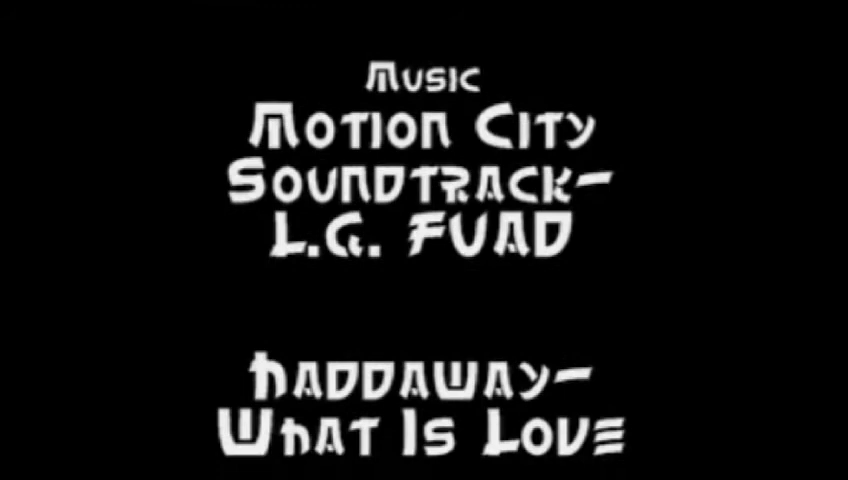 Music
Motion City
Soundtrack-
L.G. FUAD
Haddaway-
What Is Love